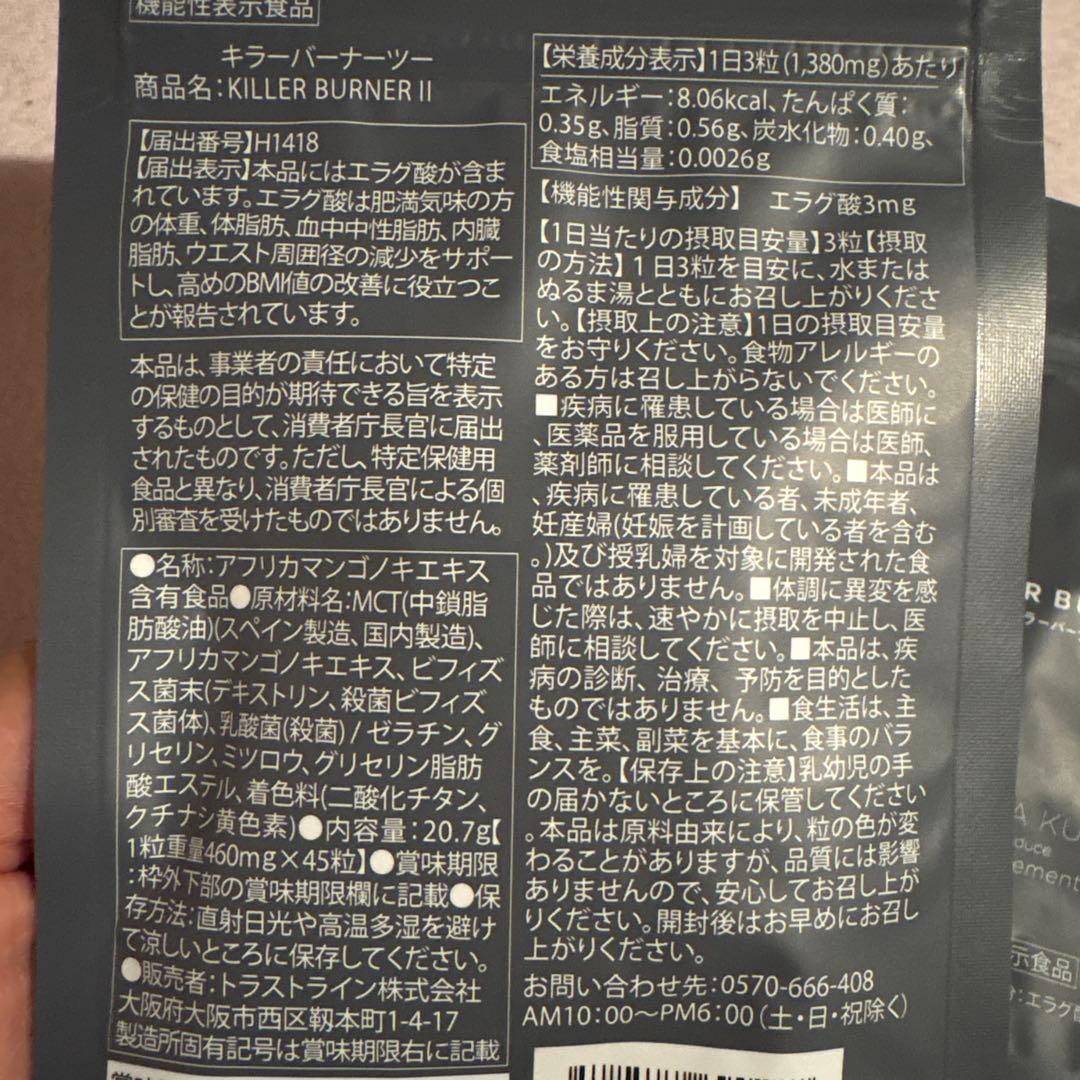 機能性表示食品
キラーバーナーツー
商品名：KILLER BURNER II
【届出番号】H1418
【届出表示】本品にはエラグ酸が含ま
れています。エラグ酸は肥満気味の方
の体重、体脂肪、血中中性脂肪、内臓
脂肪、ウエスト周囲径の減少をサポー
トし、高めのBMI値の改善に役立つこ
とが報告されています。
本品は、事業者の責任において特定
の保健の目的が期待できる旨を表示
するものとして、消費者庁長官に届出
されたものです。ただし、特定保健用
食品と異なり、消費者庁長官による個
別審査を受けたものではありません。
●名称：アフリカマンゴノキエキス
含有食品●原材料名：MCT(中鎖脂
肪酸油)(スペイン製造、国内製造)、
アフリカマンゴノキエキス、ビフィズ
ス菌末(デキストリン、殺菌ビフィズ
ス菌体)、乳酸菌(殺菌) / ゼラチン、グ
リセリン、ミツロウ、グリセリン脂肪
酸エステル、着色料(二酸化チタン、
クチナシ黄色素)●内容量：20.7g【
1粒重量460mg×45粒】●賞味期限
：枠外下部の賞味期限欄に記載●保
存方法：直射日光や高温多湿を避け
て涼しいところに保存してください。
●販売者：トラストライン株式会社
大阪府大阪市西区靱本町1-4-17
製造所固有記号は賞味期限右に記載
【栄養成分表示】1日3粒(1,380mg)あたり
エネルギー：8.06kcal、たんぱく質：
0.35g、脂質：0.56g、炭水化物：0.40g、
食塩相当量：0.0026g
【機能性関与成分】 エラグ酸3mg
【1日当たりの摂取目安量】3粒【摂取
の方法】1日3粒を目安に、水または
ぬるま湯とともにお召し上がりくださ
い。【摂取上の注意】1日の摂取目安量
をお守りください。食物アレルギーの
ある方は召し上がらないでください。
■疾病に罹患している場合は医師に
、医薬品を服用している場合は医師、
薬剤師に相談してください。■本品は
、疾病に罹患している者、未成年者、
妊産婦(妊娠を計画している者を含む
。)及び授乳婦を対象に開発された食
品ではありません。■体調に異変を感
じた際は、速やかに摂取を中止し、医
師に相談してください。■本品は、疾
病の診断、治療、予防を目的とした
ものではありません。■食生活は、主
食、主菜、副菜を基本に、食事のバラ
ンスを。【保存上の注意】乳幼児の手
の届かないところに保管してください
。本品は原料由来により、粒の色が変
わることがありますが、品質には影響
ありませんので、安心してお召し上が
りください。開封後はお早めにお召し
上がりください。
お問い合わせ先：0570-666-408
AM10：00～PM6：00（土・日・祝除く）